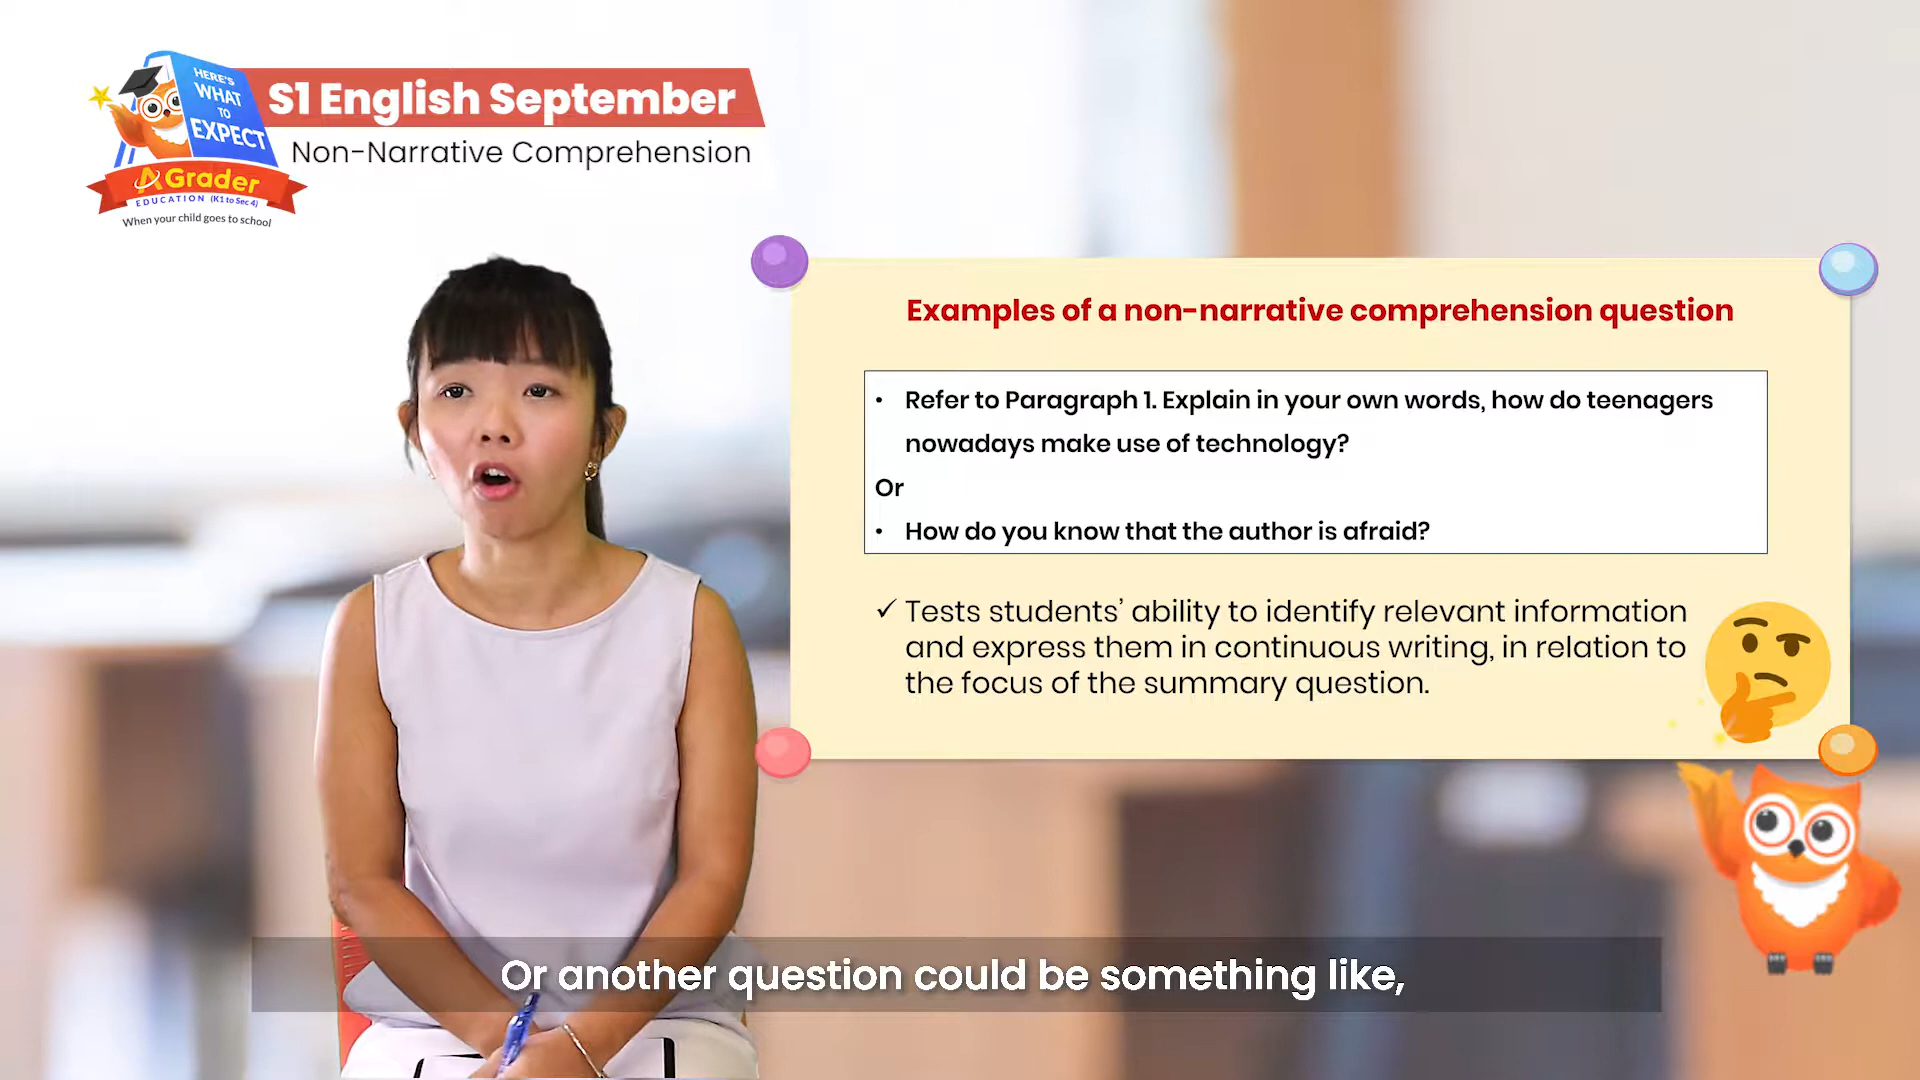 HERE'S
WHAT
TO
EXPECT
AGrader
EDUCATION (K1 to Sec 4)
When your child goes to school
S1 English September
Non-Narrative Comprehension
Examples of a non-narrative comprehension question
• Refer to Paragraph 1. Explain in your own words, how do teenagers
nowadays make use of technology?
Or
• How do you know that the author is afraid?
✓ Tests students' ability to identify relevant information
and express them in continuous writing, in relation to
the focus of the summary question.
Or another question could be something like,